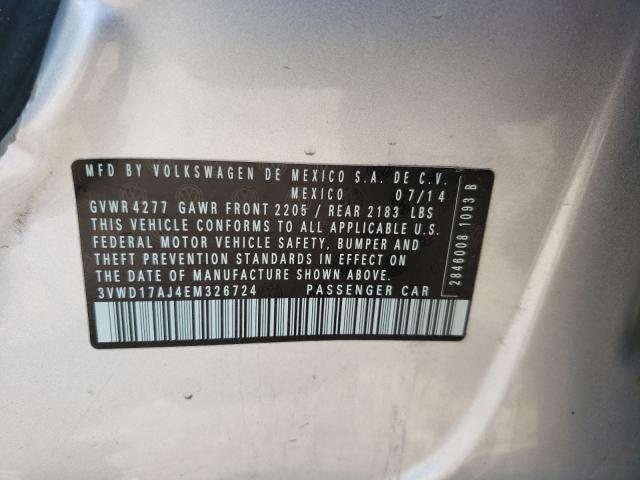 MFD BY VOLKSWAGEN DE MEXICO S.A. DE C.V.
MEXICO 07/14
GVWR 4277 GAWR FRONT 2205 / REAR 2183 LBS
THIS VEHICLE CONFORMS TO ALL APPLICABLE U.S.
FEDERAL MOTOR VEHICLE SAFETY, BUMPER AND
THEFT PREVENTION STANDARDS IN EFFECT ON
THE DATE OF MANUFACTURE SHOWN ABOVE.
3VWD17AJ4EM326724 PASSENGER CAR
2846008 1093 B